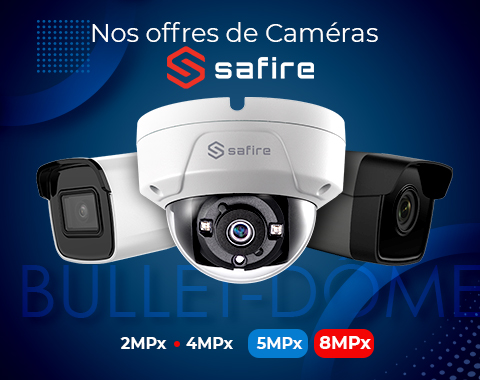 Nos offres de Caméras
safire
safire
BULLET-DOME
2MPx • 4MPx 5MPx 8MPx